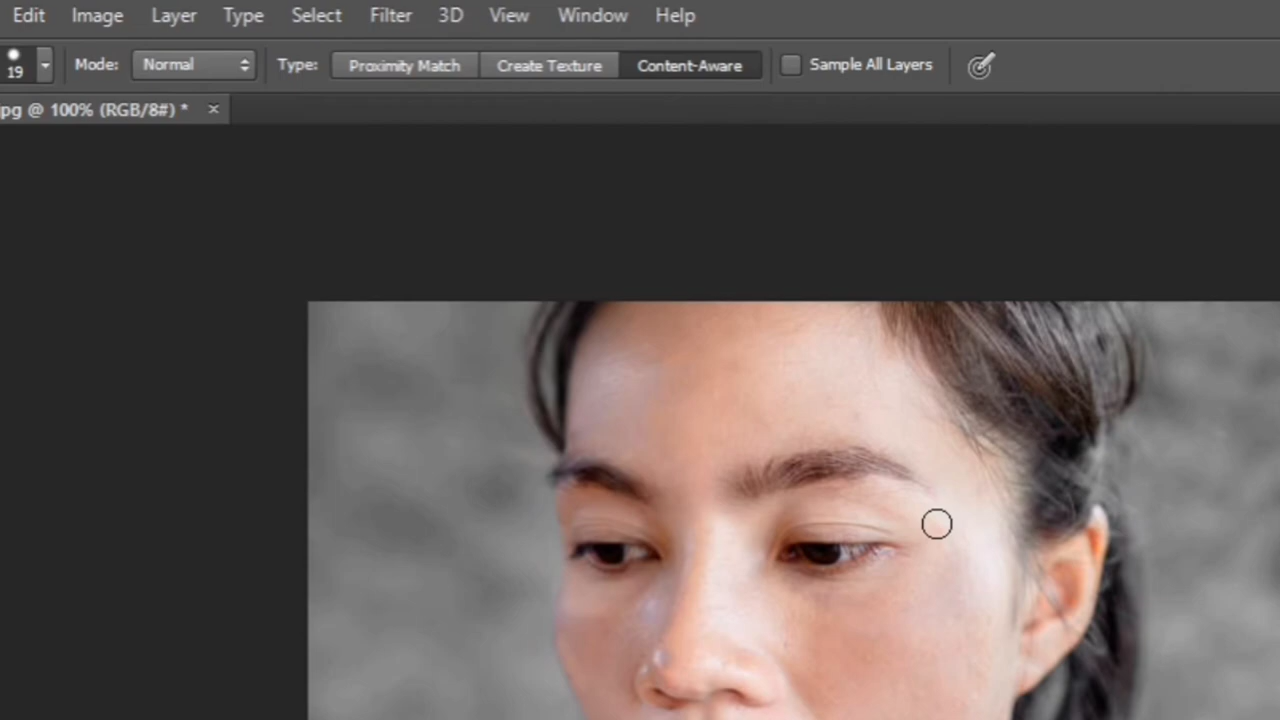 Edit Image Layer Type Select Filter 3D View Window Help
19 Mode: Normal Type: Proximity Match Create Texture Content-Aware Sample All Layers
pg @ 100% (RGB/8#) * ×